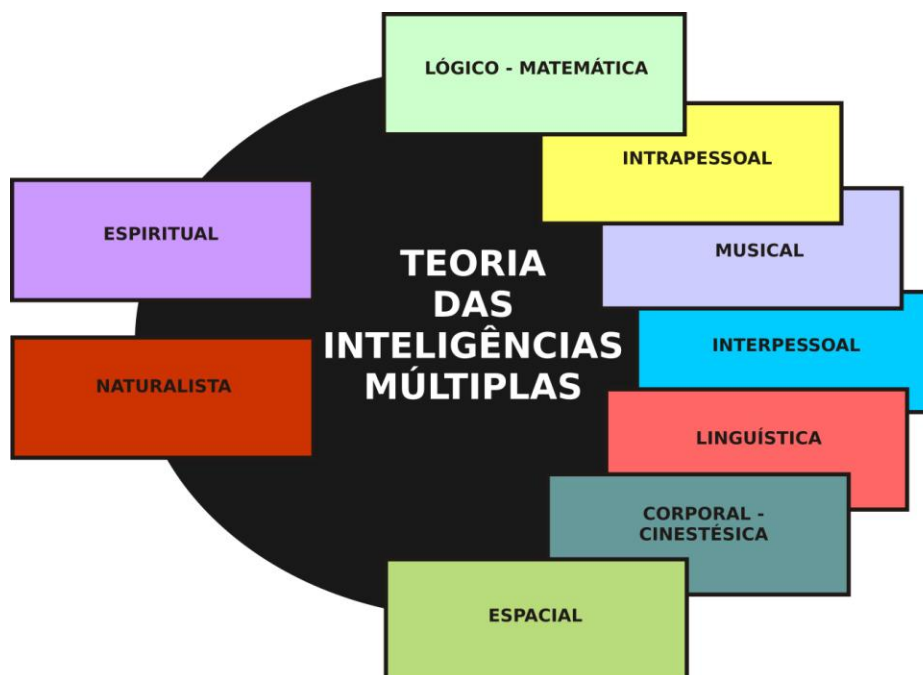 LÓGICO - MATEMÁTICA
INTRAPESSOAL
ESPIRITUAL
MUSICAL
TEORIA
DAS
INTELIGÊNCIAS
MÚLTIPLAS
INTERPESSOAL
NATURALISTA
LINGUÍSTICA
CORPORAL -
CINESTÉSICA
ESPACIAL